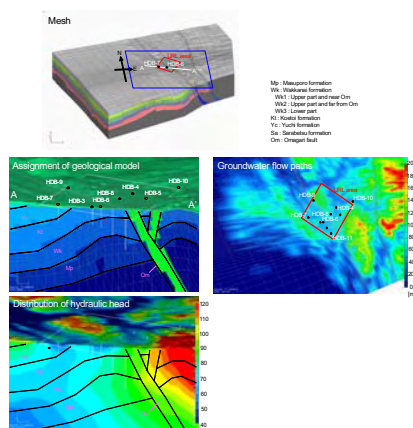 Mesh
N
E
URL area
HDB-6
A
A'
Mp : Masuporo formation
Wk : Wakkanai formation
Wk1 : Upper part and near Om
Wk2 : Upper part and far from Om
Wk3 : Lower part
Kt : Koetoi formation
Yc : Yuchi formation
Sa : Sarabetsu formation
Om : Omagari fault
Assignment of geological model
HDB-9
HDB-10
HDB-4
A
HDB-8
A'
HDB-7
HDB-3
HDB-6
HDB-5
Wk
Mp
Om
Groundwater flow paths
URL area
HDB-10
HDB-11
Distribution of hydraulic head
120
110
100
90
80
70
60
50
40